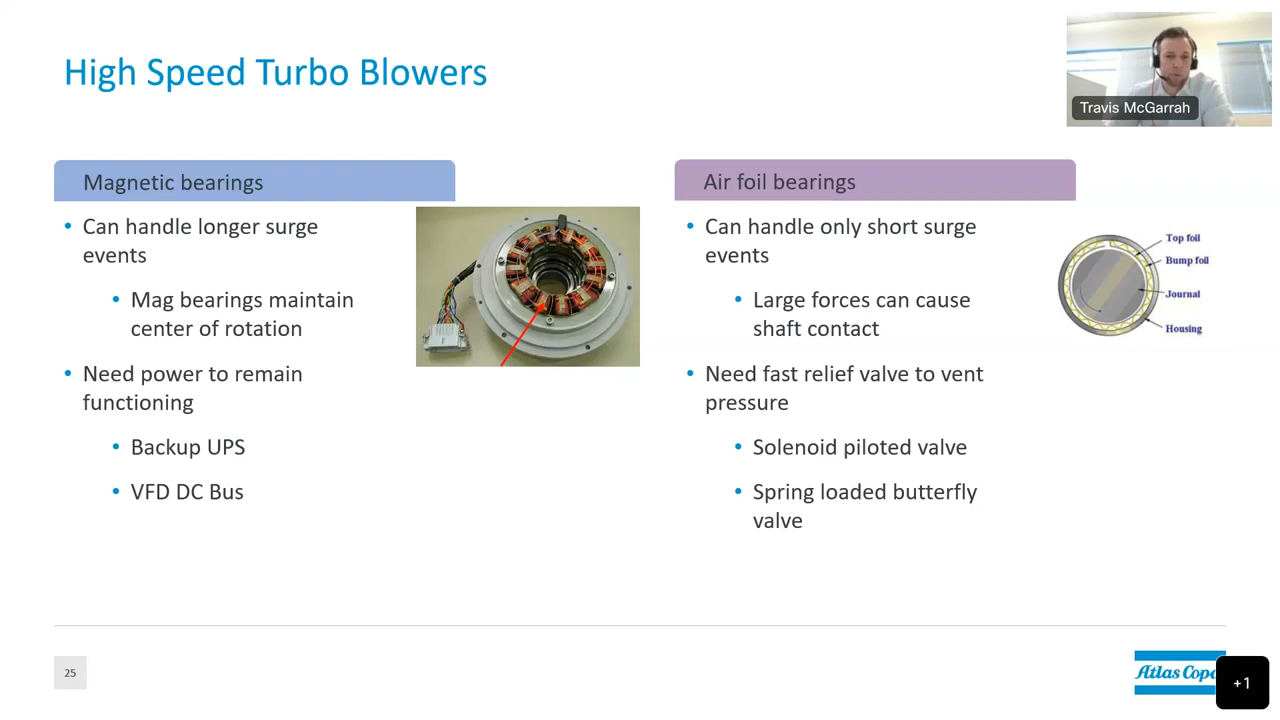 High Speed Turbo Blowers
Travis McGarrah
Magnetic bearings
Can handle longer surge
events
Mag bearings maintain
center of rotation
Need power to remain
functioning
Backup UPS
VFD DC Bus
Air foil bearings
Can handle only short surge
events
Large forces can cause
shaft contact
Need fast relief valve to vent
pressure
Solenoid piloted valve
Spring loaded butterfly
valve
Top foil
Bump foil
Journal
Housing
25
Atlas Cop
+1